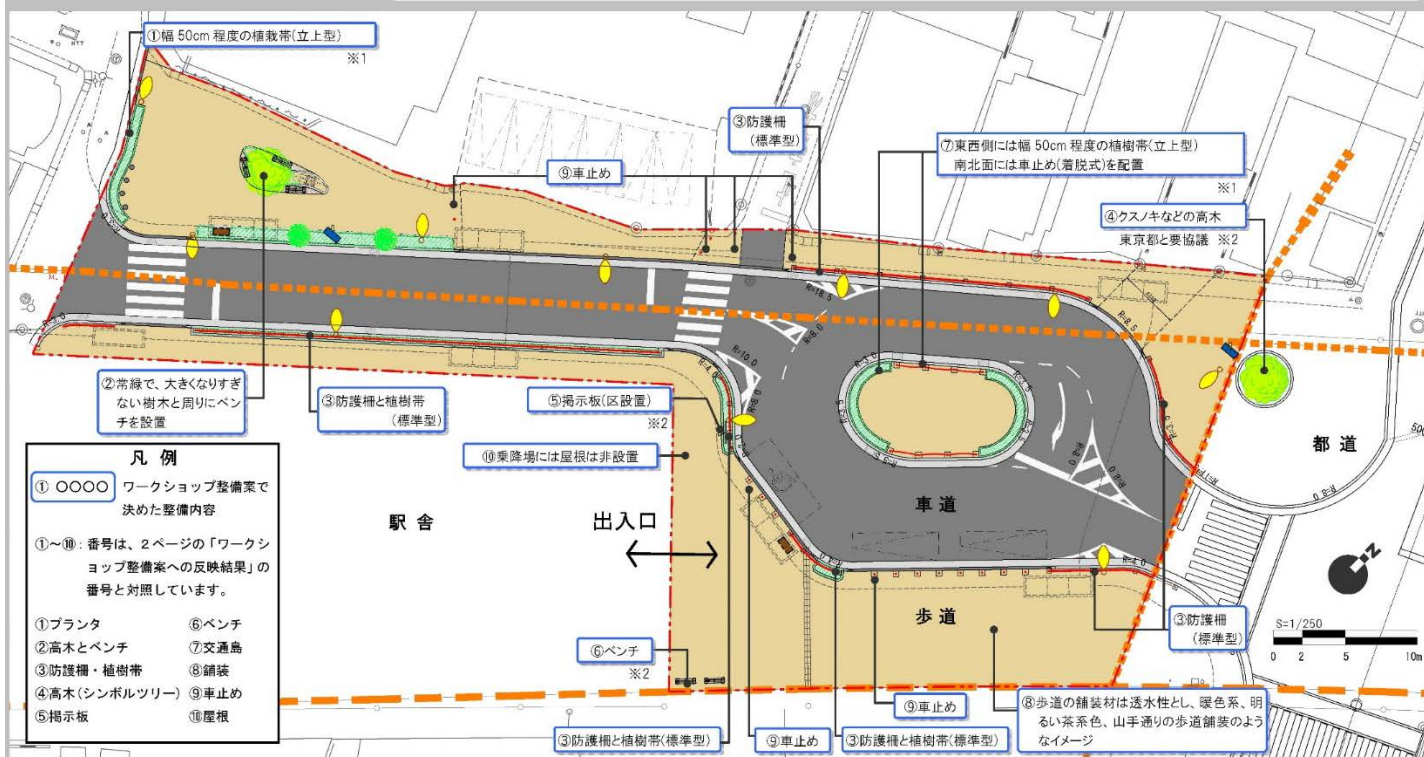 ①幅 50cm 程度の植栽帯(立上型)
※1
③防護柵
(標準型)
⑦東西側には幅 50cm 程度の植樹帯(立上型)
南北面には車止め(着脱式)を配置
※1
⑨車止め
④クスノキなどの高木
東京都と要協議 ※2
②常緑で、大きくなりすぎ
ない樹木と周りにベン
チを設置
③防護柵と植樹帯
(標準型)
⑤掲示板(区設置)
※2
⑩乗降場には屋根は非設置
都道
車道
駅舎
出入口
歩道
R=18.5
R=8.0
R=10.0
R=8.5
凡例
① ○○○○ ワークショップ整備案で
決めた整備内容
①~⑩: 番号は、2ページの「ワークシ
ョップ整備案への反映結果」の
番号と対照しています。
①プランタ
②高木とベンチ
③防護柵・植樹帯
④高木(シンボルツリー)
⑤掲示板
⑥ベンチ
⑦交通島
⑧舗装
⑨車止め
⑩屋根
⑥ベンチ
※2
③防護柵
(標準型)
S=1/250
0 2 5 10m
③防護柵と植樹帯(標準型)
⑨車止め
③防護柵と植樹帯(標準型)
⑨車止め
⑧歩道の舗装材は透水性とし、暖色系、明
るい茶系色、山手通りの歩道舗装のよう
なイメージ